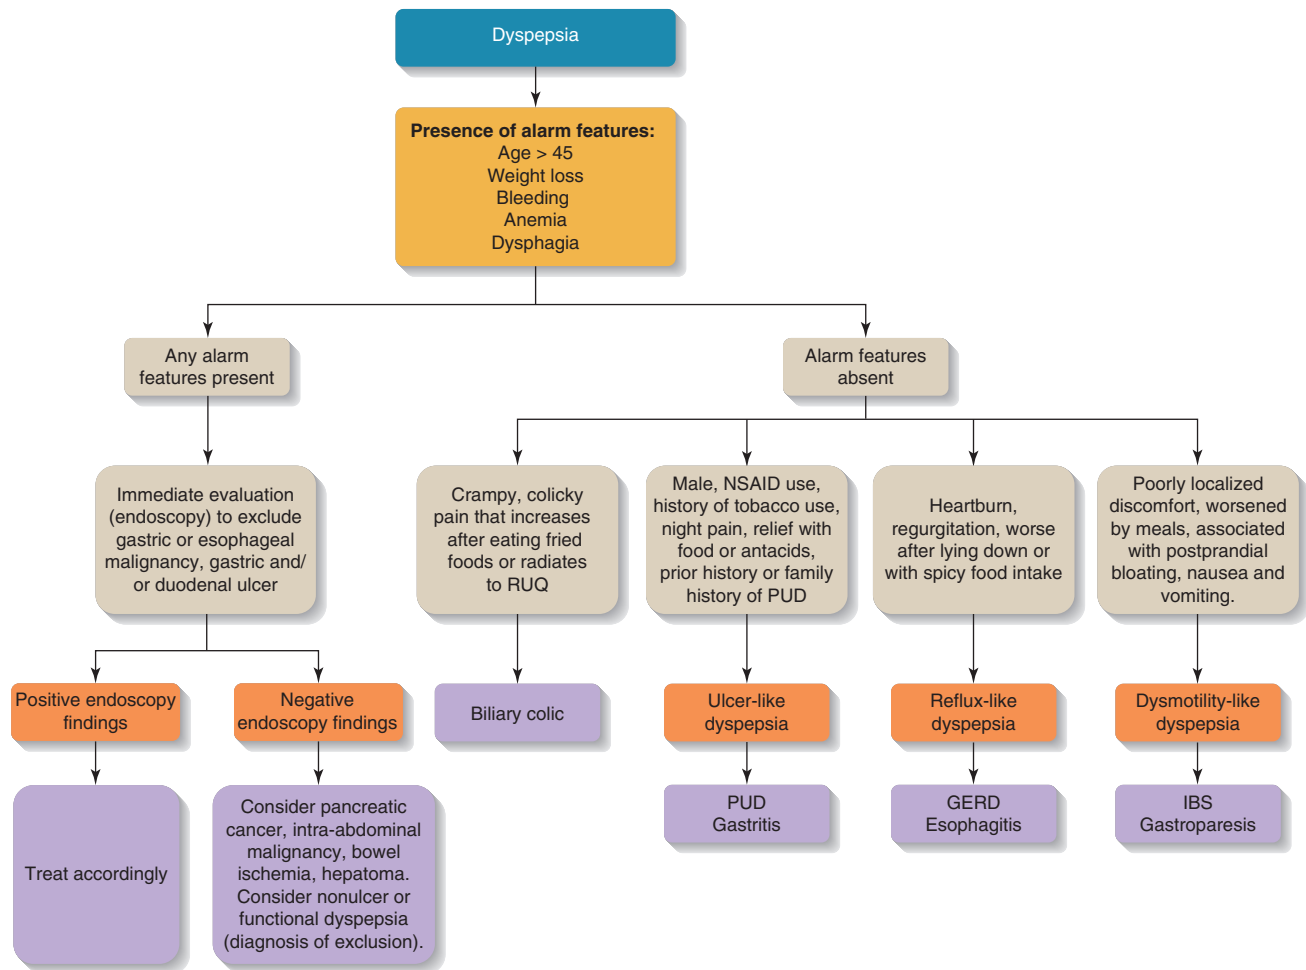 Dyspepsia
Presence of alarm features:
Age > 45
Weight loss
Bleeding
Anemia
Dysphagia
Any alarm
features present
Alarm features
absent
Immediate evaluation
(endoscopy) to exclude
gastric or esophageal
malignancy, gastric and/
or duodenal ulcer
Crampy, colicky
pain that increases
after eating fried
foods or radiates
to RUQ
Male, NSAID use,
history of tobacco use,
night pain, relief with
food or antacids,
prior history or family
history of PUD
Heartburn,
regurgitation, worse
after lying down or
with spicy food intake
Poorly localized
discomfort, worsened
by meals, associated
with postprandial
bloating, nausea and
vomiting.
Positive endoscopy
findings
Negative
endoscopy findings
Biliary colic
Ulcer-like
dyspepsia
Reflux-like
dyspepsia
Dysmotility-like
dyspepsia
Treat accordingly
Consider pancreatic
cancer, intra-abdominal
malignancy, bowel
ischemia, hepatoma.
Consider nonulcer or
functional dyspepsia
(diagnosis of exclusion).
PUD
Gastritis
GERD
Esophagitis
IBS
Gastroparesis